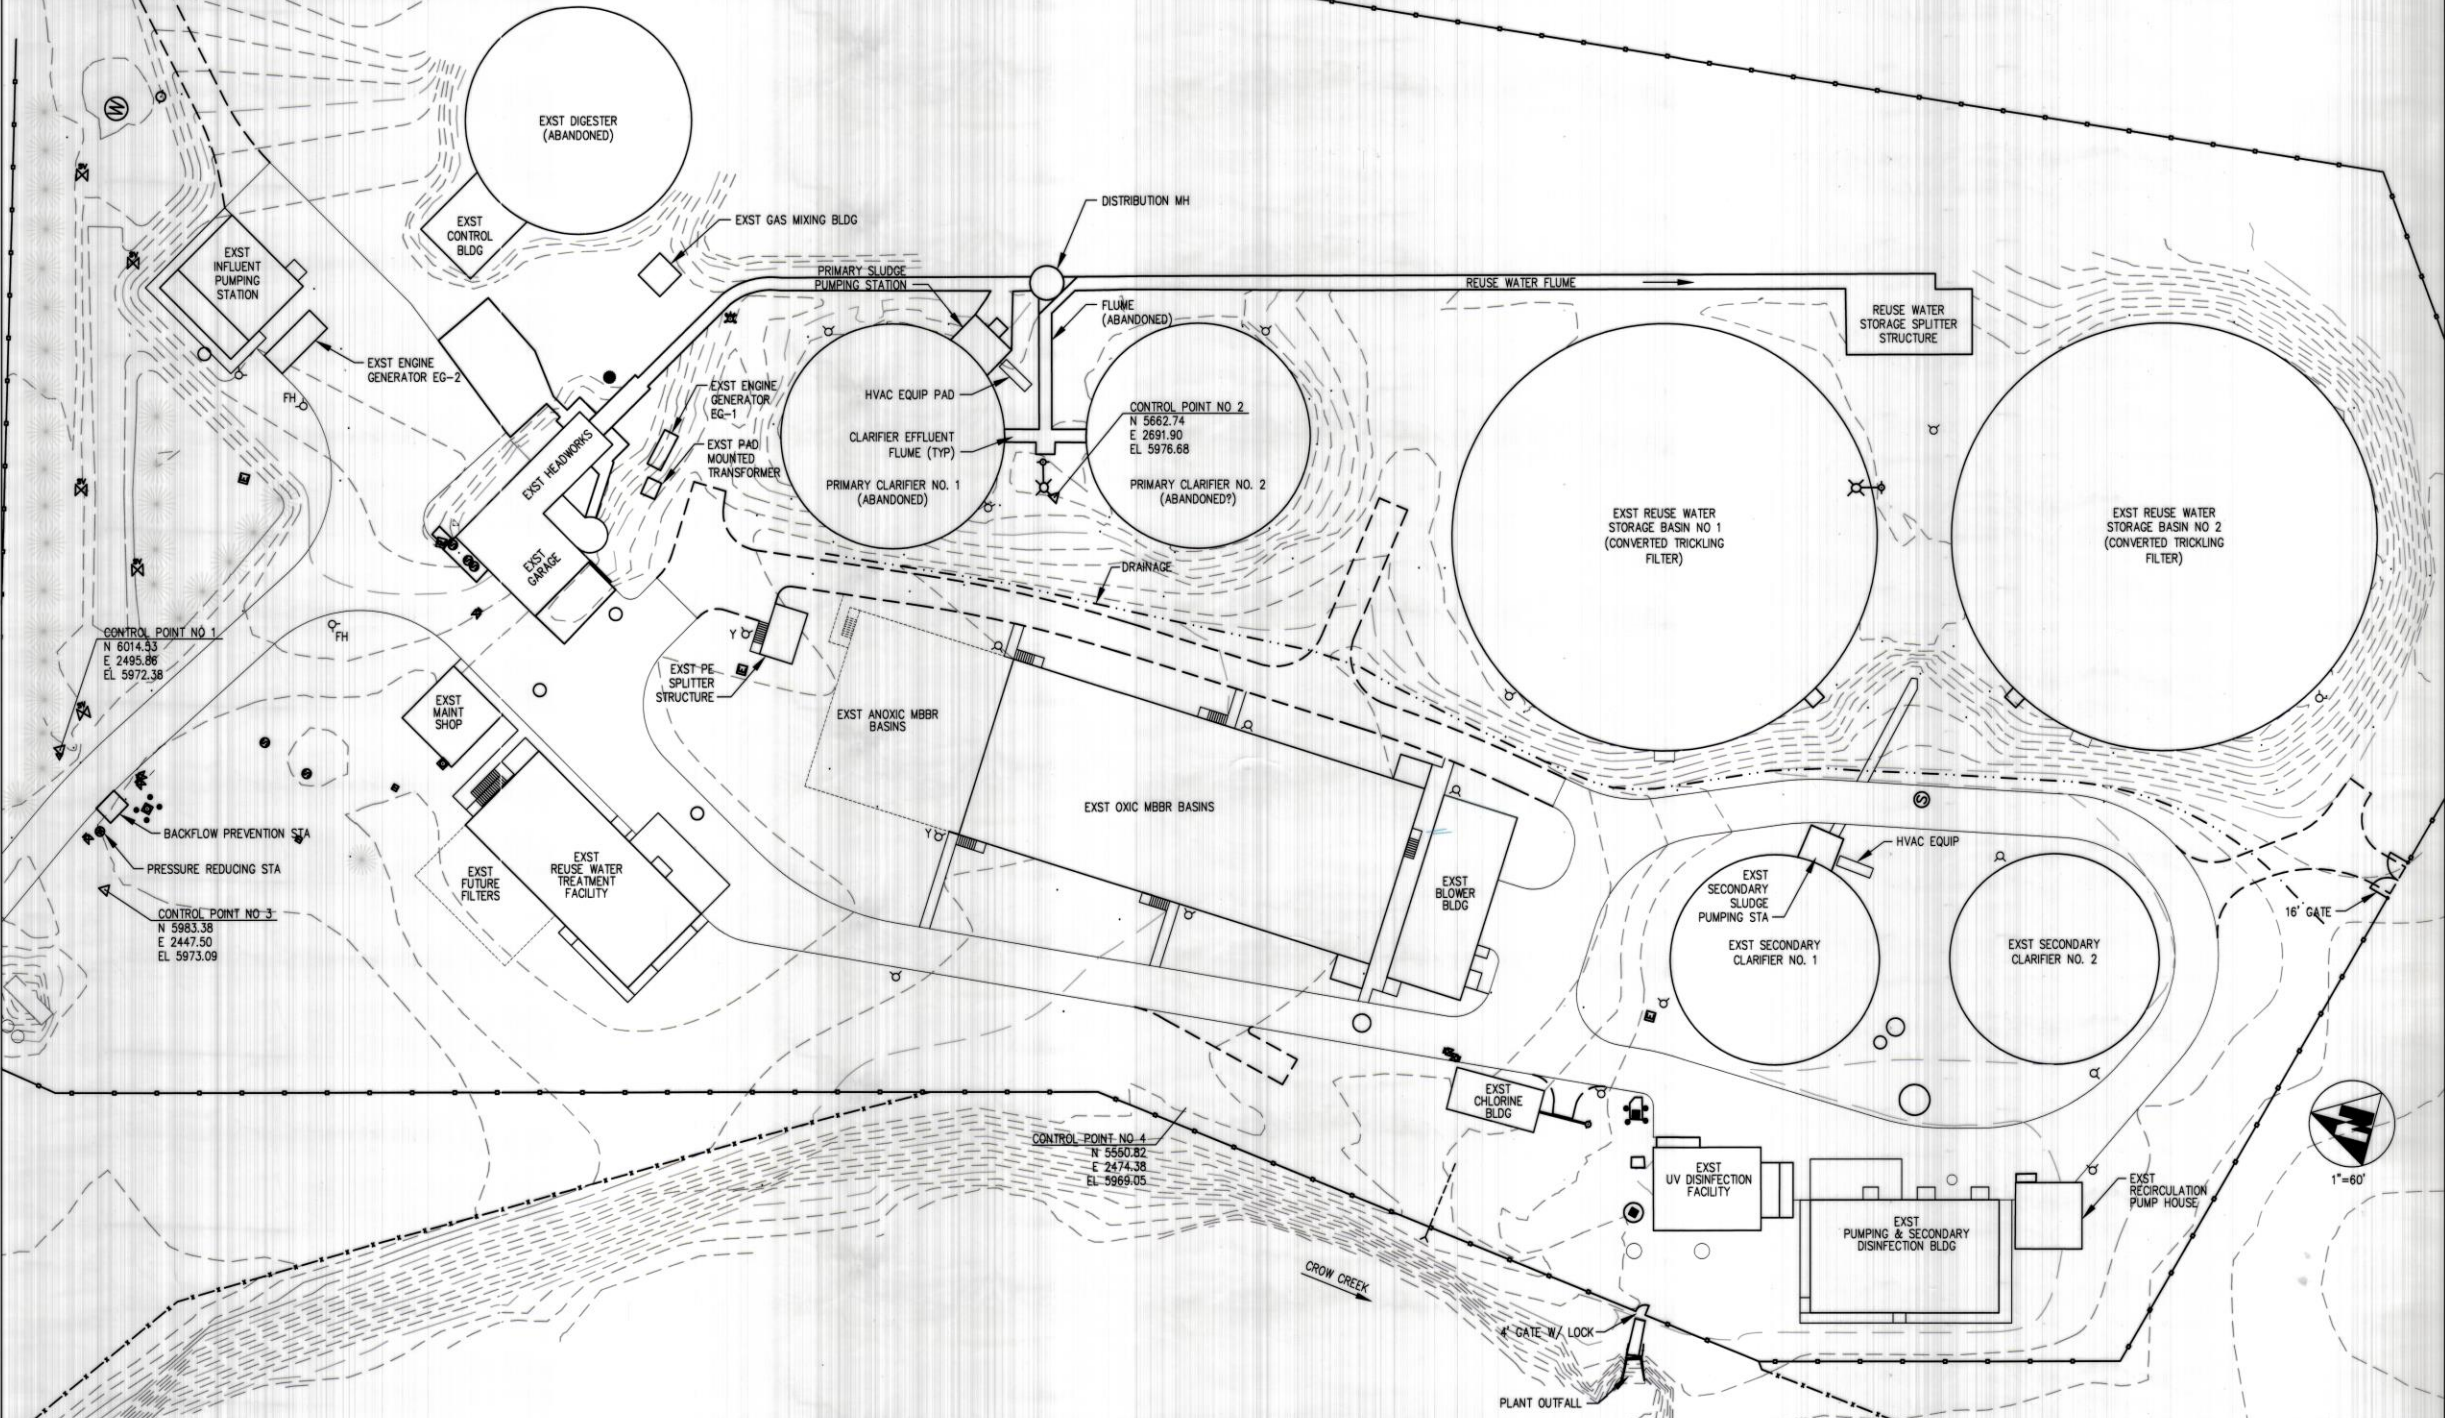 EXST DIGESTER
(ABANDONED)
EXST
CONTROL
BLDG
EXST GAS MIXING BLDG
DISTRIBUTION MH
EXST
INFLUENT
PUMPING
STATION
PRIMARY SLUDGE
PUMPING STATION
REUSE WATER FLUME
FLUME
(ABANDONED)
REUSE WATER
STORAGE SPLITTER
STRUCTURE
EXST ENGINE
GENERATOR EG-2
FH
EXST ENGINE
GENERATOR
EG-1
HVAC EQUIP PAD
CONTROL POINT NO 2
N 5662.74
E 2691.90
EL 5976.68
CLARIFIER EFFLUENT
FLUME (TYP)
EXST PAD
MOUNTED
TRANSFORMER
EXST HEADWORKS
PRIMARY CLARIFIER NO. 1
(ABANDONED)
PRIMARY CLARIFIER NO. 2
(ABANDONED?)
EXST REUSE WATER
STORAGE BASIN NO 1
(CONVERTED TRICKLING
FILTER)
EXST REUSE WATER
STORAGE BASIN NO 2
(CONVERTED TRICKLING
FILTER)
EXST
GARAGE
DRAINAGE
FH
CONTROL POINT NO 1
N 6014.53
E 2495.86
EL 5972.38
Y
EXST PE
SPLITTER
STRUCTURE
EXST
MAINT
SHOP
EXST ANOXIC MBBR
BASINS
EXST OXIC MBBR BASINS
S
BACKFLOW PREVENTION STA
PRESSURE REDUCING STA
Y
HVAC EQUIP
EXST
REUSE WATER
TREATMENT
FACILITY
EXST
FUTURE
FILTERS
EXST
BLOWER
BLDG
EXST
SECONDARY
SLUDGE
PUMPING STA
16' GATE
CONTROL POINT NO 3
N 5983.38
E 2447.50
EL 5973.09
EXST SECONDARY
CLARIFIER NO. 1
EXST SECONDARY
CLARIFIER NO. 2
EXST
CHLORINE
BLDG
CONTROL POINT NO 4
N 5550.82
E 2474.38
EL 5969.05
N
1"=60'
EXST
UV DISINFECTION
FACILITY
EXST
RECIRCULATION
PUMP HOUSE
EXST
PUMPING & SECONDARY
DISINFECTION BLDG
CROW CREEK
4' GATE W/ LOCK
PLANT OUTFALL